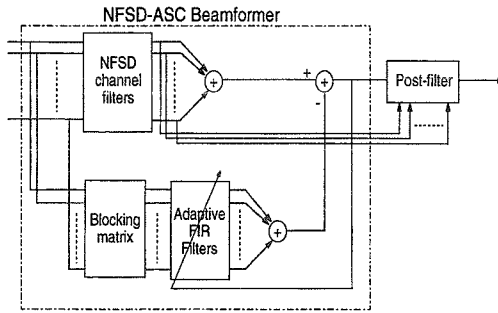 NFSD-ASC Beamformer
NFSD
channel
filters
+
+
-
+
Post-filter
Blocking
matrix
Adaptive
FIR
Filters